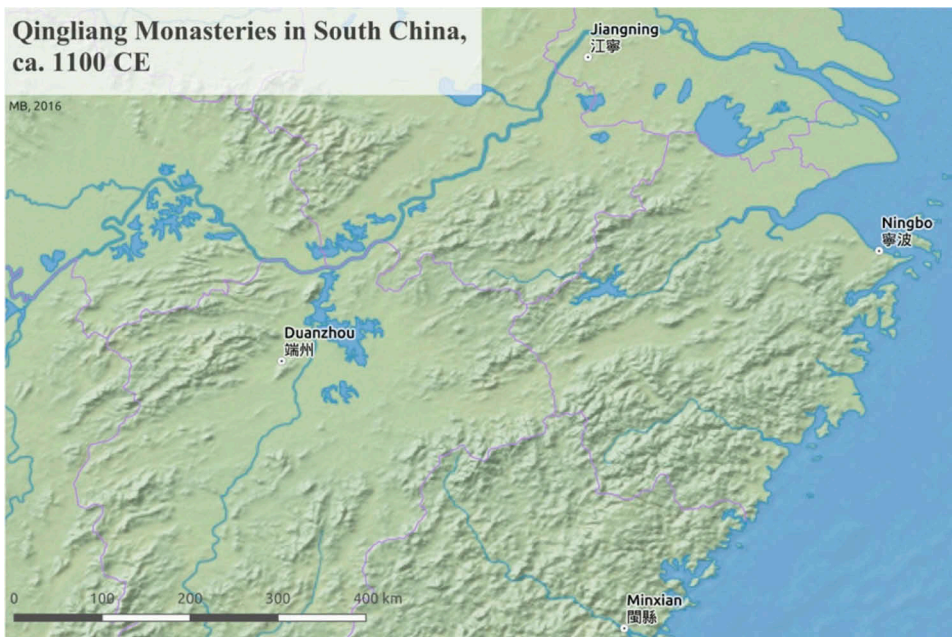 Qingliang Monasteries in South China,
ca. 1100 CE
MB, 2016
Jiangning
江寧
Ningbo
寧波
Duanzhou
端州
Minxian
閩縣
0 100 200 300 400 km